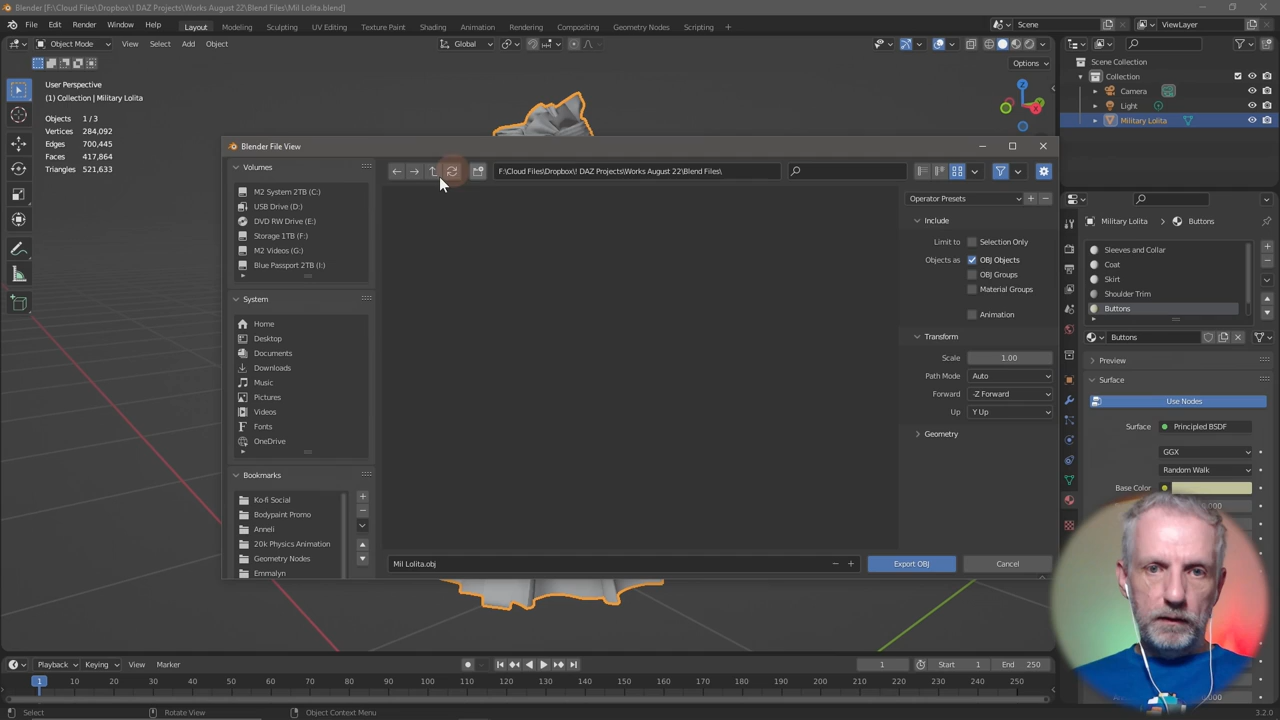 Blender [F:\Cloud Files\Dropbox\! DAZ Projects\Works August 22\Blend Files\Mil Lolita.blend]
File Edit Render Window Help Layout Modeling Sculpting UV Editing Texture Paint Shading Animation Rendering Compositing Geometry Nodes Scripting + Scene ViewLayer
Object Mode View Select Add Object Global
Options
User Perspective
(1) Collection | Military Lolita
Objects 1 / 3
Vertices 284,092
Edges 700,445
Faces 417,864
Triangles 521,633
Scene Collection
Collection
Camera
Light
Military Lolita
Blender File View
Volumes
M2 System 2TB (C:)
USB Drive (D:)
DVD RW Drive (E:)
Storage 1TB (F:)
M2 Videos (G:)
Blue Passport 2TB (I:)
System
Home
Desktop
Documents
Downloads
Music
Pictures
Videos
Fonts
OneDrive
Bookmarks
Ko-fi Social
Bodypaint Promo
Anneli
20k Physics Animation
Geometry Nodes
Emmalyn
F:\Cloud Files\Dropbox\! DAZ Projects\Works August 22\Blend Files\
Operator Presets
Include
Limit to Selection Only
Objects as OBJ Objects
OBJ Groups
Material Groups
Animation
Transform
Scale 1.00
Path Mode Auto
Forward -Z Forward
Up Y Up
Geometry
Mil Lolita.obj
Export OBJ Cancel
Military Lolita Buttons
Sleeves and Collar
Coat
Skirt
Shoulder Trim
Buttons
Buttons
Preview
Surface
Use Nodes
Surface Principled BSDF
GGX
Random Walk
Base Color
Playback Keying View Marker 1 Start 1 End 250
1 10 20 30 40 50 60 70 80 90 100 110 120 130 140 150 160 170 180 190 200 210 220 230 240 250
Select Rotate View Object Context Menu 3.2.0